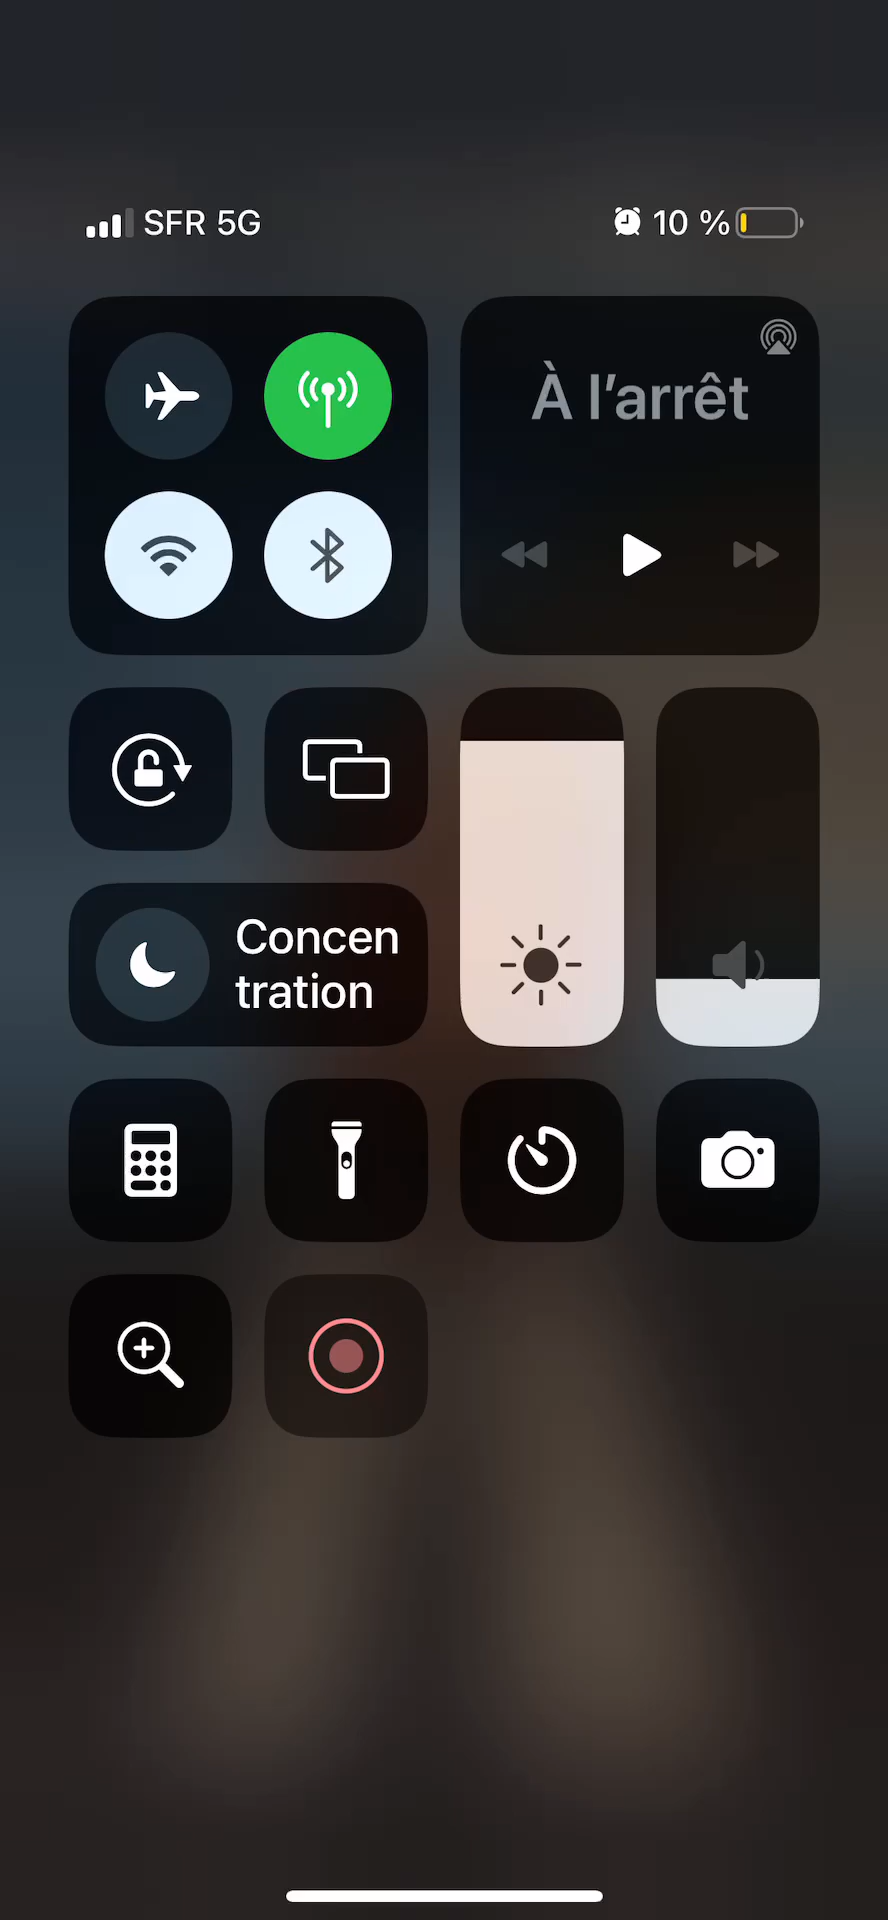 SFR 5G
10 %
À l’arrêt
Concen
tration